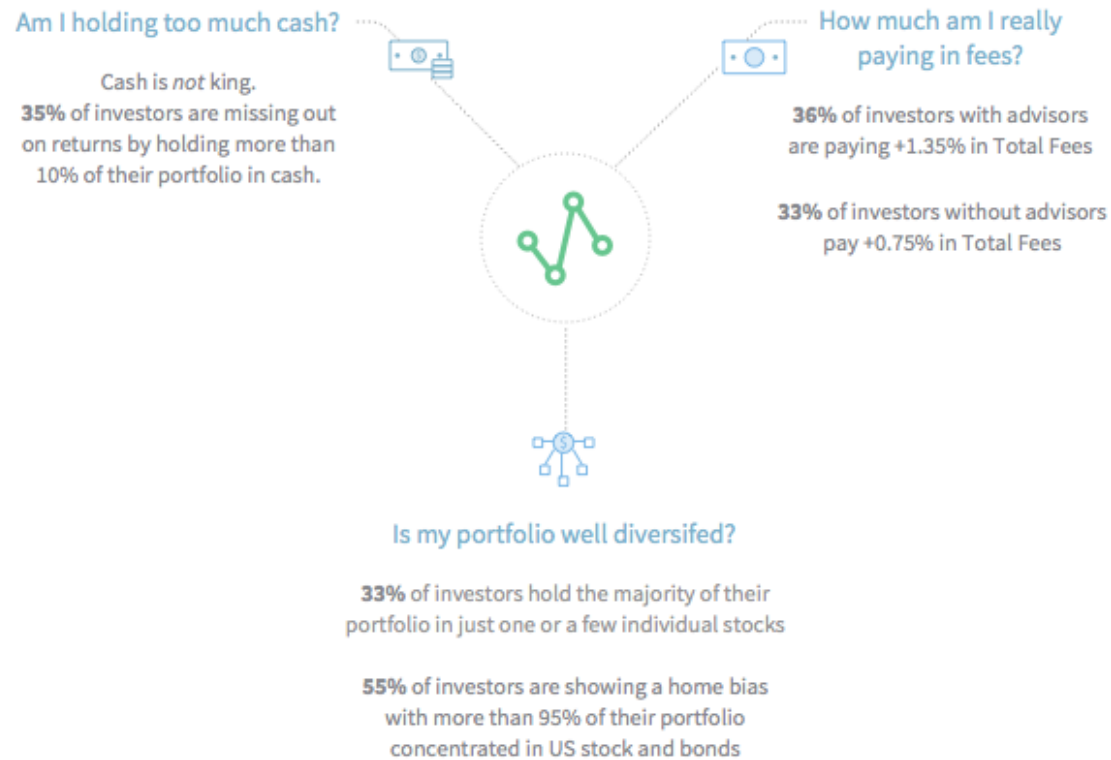 Am I holding too much cash?
Cash is not king.
35% of investors are missing out
on returns by holding more than
10% of their portfolio in cash.
How much am I really
paying in fees?
36% of investors with advisors
are paying +1.35% in Total Fees
33% of investors without advisors
pay +0.75% in Total Fees
Is my portfolio well diversifed?
33% of investors hold the majority of their
portfolio in just one or a few individual stocks
55% of investors are showing a home bias
with more than 95% of their portfolio
concentrated in US stock and bonds